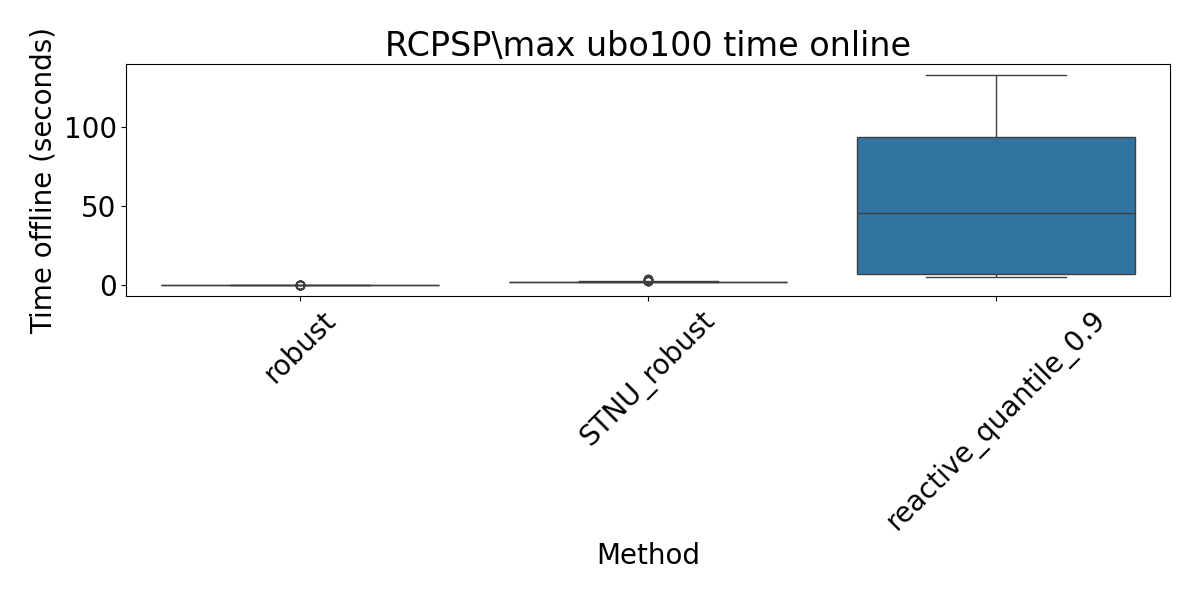 RCPSP\max ubo100 time online
Time offline (seconds)
100
50
0
robust
STNU_robust
reactive_quantile_0.9
Method